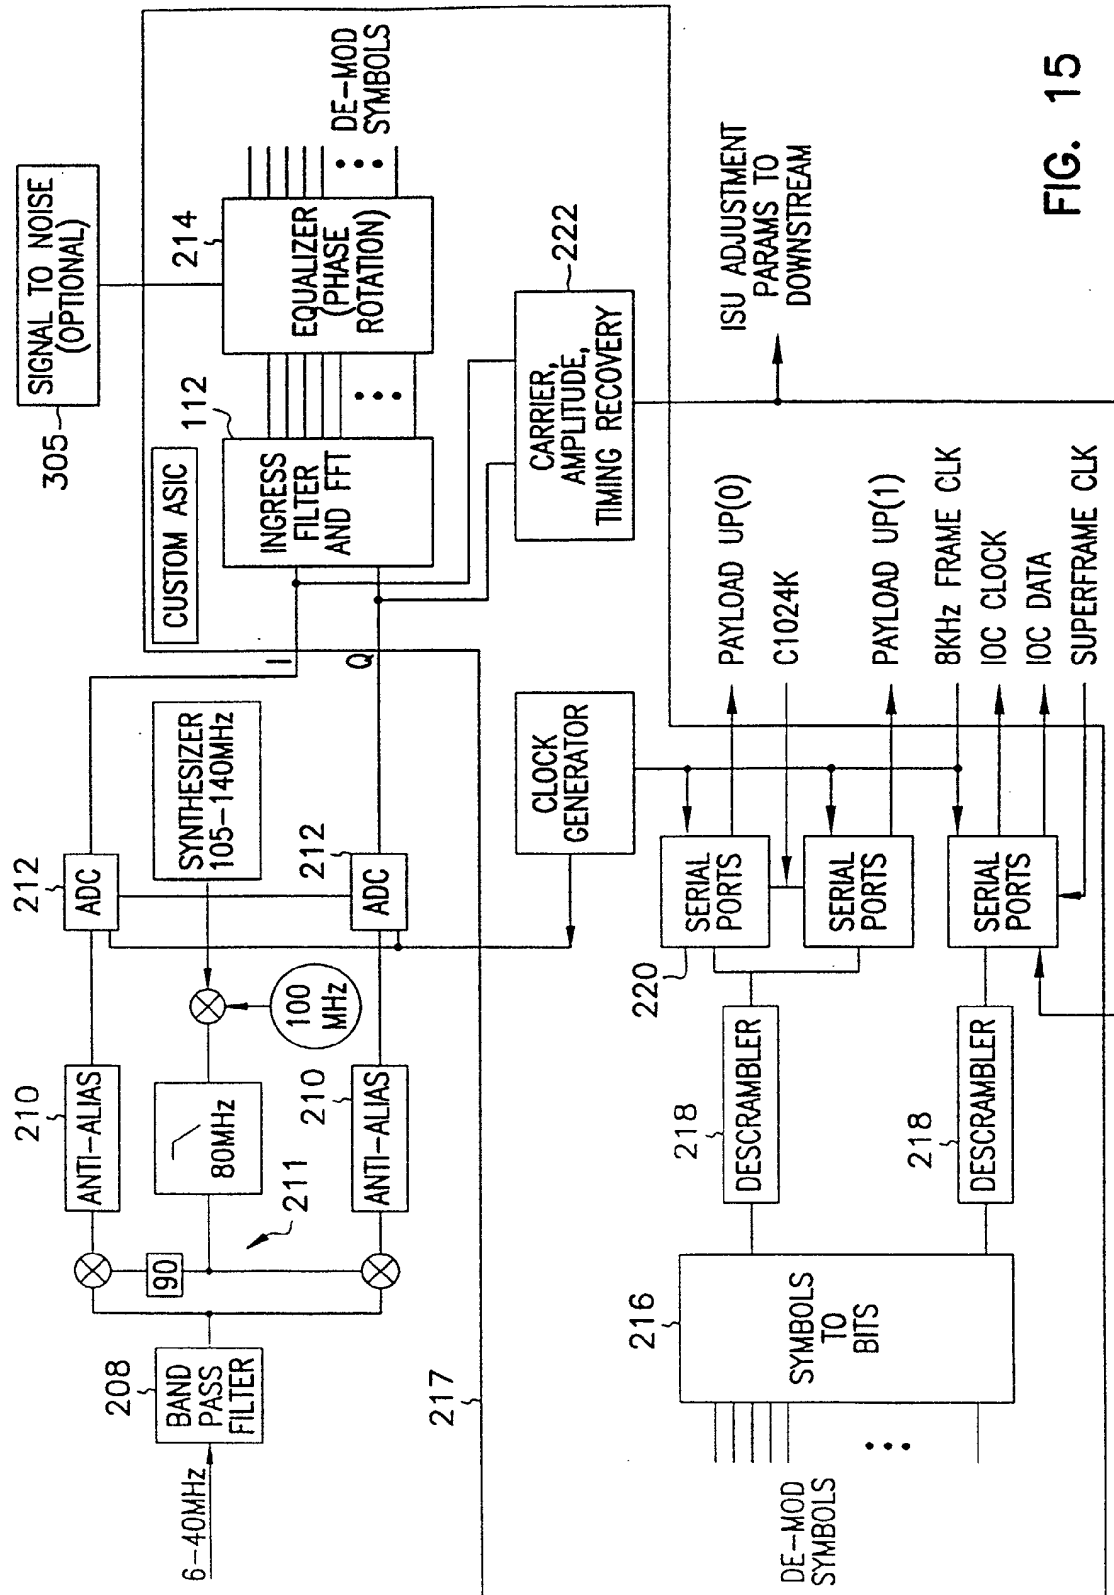 6-40MHz
208
BAND
PASS
FILTER
90
211
210
ANTI-ALIAS
80MHz
ANTI-ALIAS
210
100
MHz
212
ADC
SYNTHESIZER
105-140MHz
212
ADC
I
Q
217
CUSTOM ASIC
305
SIGNAL TO NOISE
(OPTIONAL)
112
INGRESS
FILTER
AND FFT
214
EQUALIZER
(PHASE
ROTATION)
DE-MOD
SYMBOLS
CLOCK
GENERATOR
CARRIER,
AMPLITUDE,
TIMING RECOVERY
222
ISU ADJUSTMENT
PARAMS TO
DOWNSTREAM
DE-MOD
SYMBOLS
216
SYMBOLS
TO
BITS
218
DESCRAMBLER
218
DESCRAMBLER
220
SERIAL
PORTS
SERIAL
PORTS
SERIAL
PORTS
PAYLOAD UP(0)
C1024K
PAYLOAD UP(1)
8KHz FRAME CLK
IOC CLOCK
IOC DATA
SUPERFRAME CLK
FIG. 15